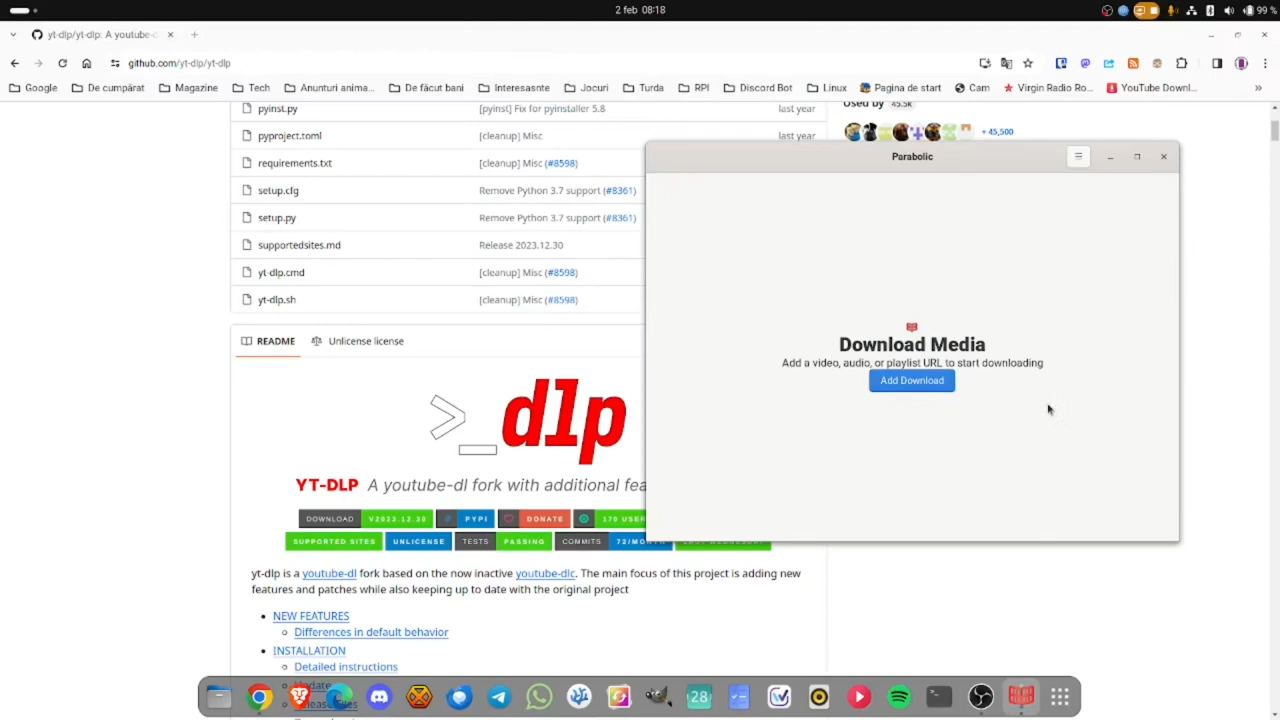 2 feb 08:18
99 %
yt-dlp/yt-dlp: A youtube-d
github.com/yt-dlp/yt-dlp
Google
De cumpărat
Magazine
Tech
Anunturi anima...
De făcut bani
Interesasnte
Jocuri
Turda
RPI
Discord Bot
Linux
Pagina de start
Cam
Virgin Radio Ro...
YouTube Downl...
»
Used by 45.5k
+ 45,500
pyinst.py [pyinst] Fix for pyinstaller 5.8 last year
pyproject.toml [cleanup] Misc last year
requirements.txt [cleanup] Misc (#8598)
setup.cfg Remove Python 3.7 support (#8361)
setup.py Remove Python 3.7 support (#8361)
supportedsites.md Release 2023.12.30
yt-dlp.cmd [cleanup] Misc (#8598)
yt-dlp.sh [cleanup] Misc (#8598)
Parabolic
Download Media
Add a video, audio, or playlist URL to start downloading
Add Download
README
Unlicense license
>_dlp
YT-DLP A youtube-dl fork with additional fea
DOWNLOAD V2023.12.30 PYPI DONATE 170 USER
SUPPORTED SITES UNLICENSE TESTS PASSING COMMITS 72/MONTH
yt-dlp is a youtube-dl fork based on the now inactive youtube-dlc. The main focus of this project is adding new
features and patches while also keeping up to date with the original project
NEW FEATURES
Differences in default behavior
INSTALLATION
Detailed instructions
Update
28